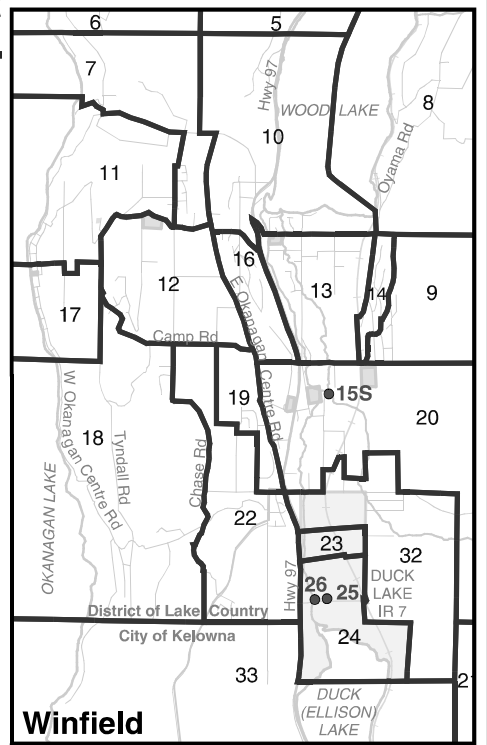 6
5
7
8
Hwy 97
WOOD LAKE
10
Oyama Rd
11
16
12
13
14
9
17
E Okanagan Centre Rd
Camp Rd
19
15S
20
18
W Okanagan Centre Rd
Tyndall Rd
Chase Rd
OKANAGAN LAKE
22
23
32
Hwy 97
26
25
DUCK
LAKE
IR 7
District of Lake Country
City of Kelowna
24
33
21
DUCK
(ELLISON)
LAKE
Winfield